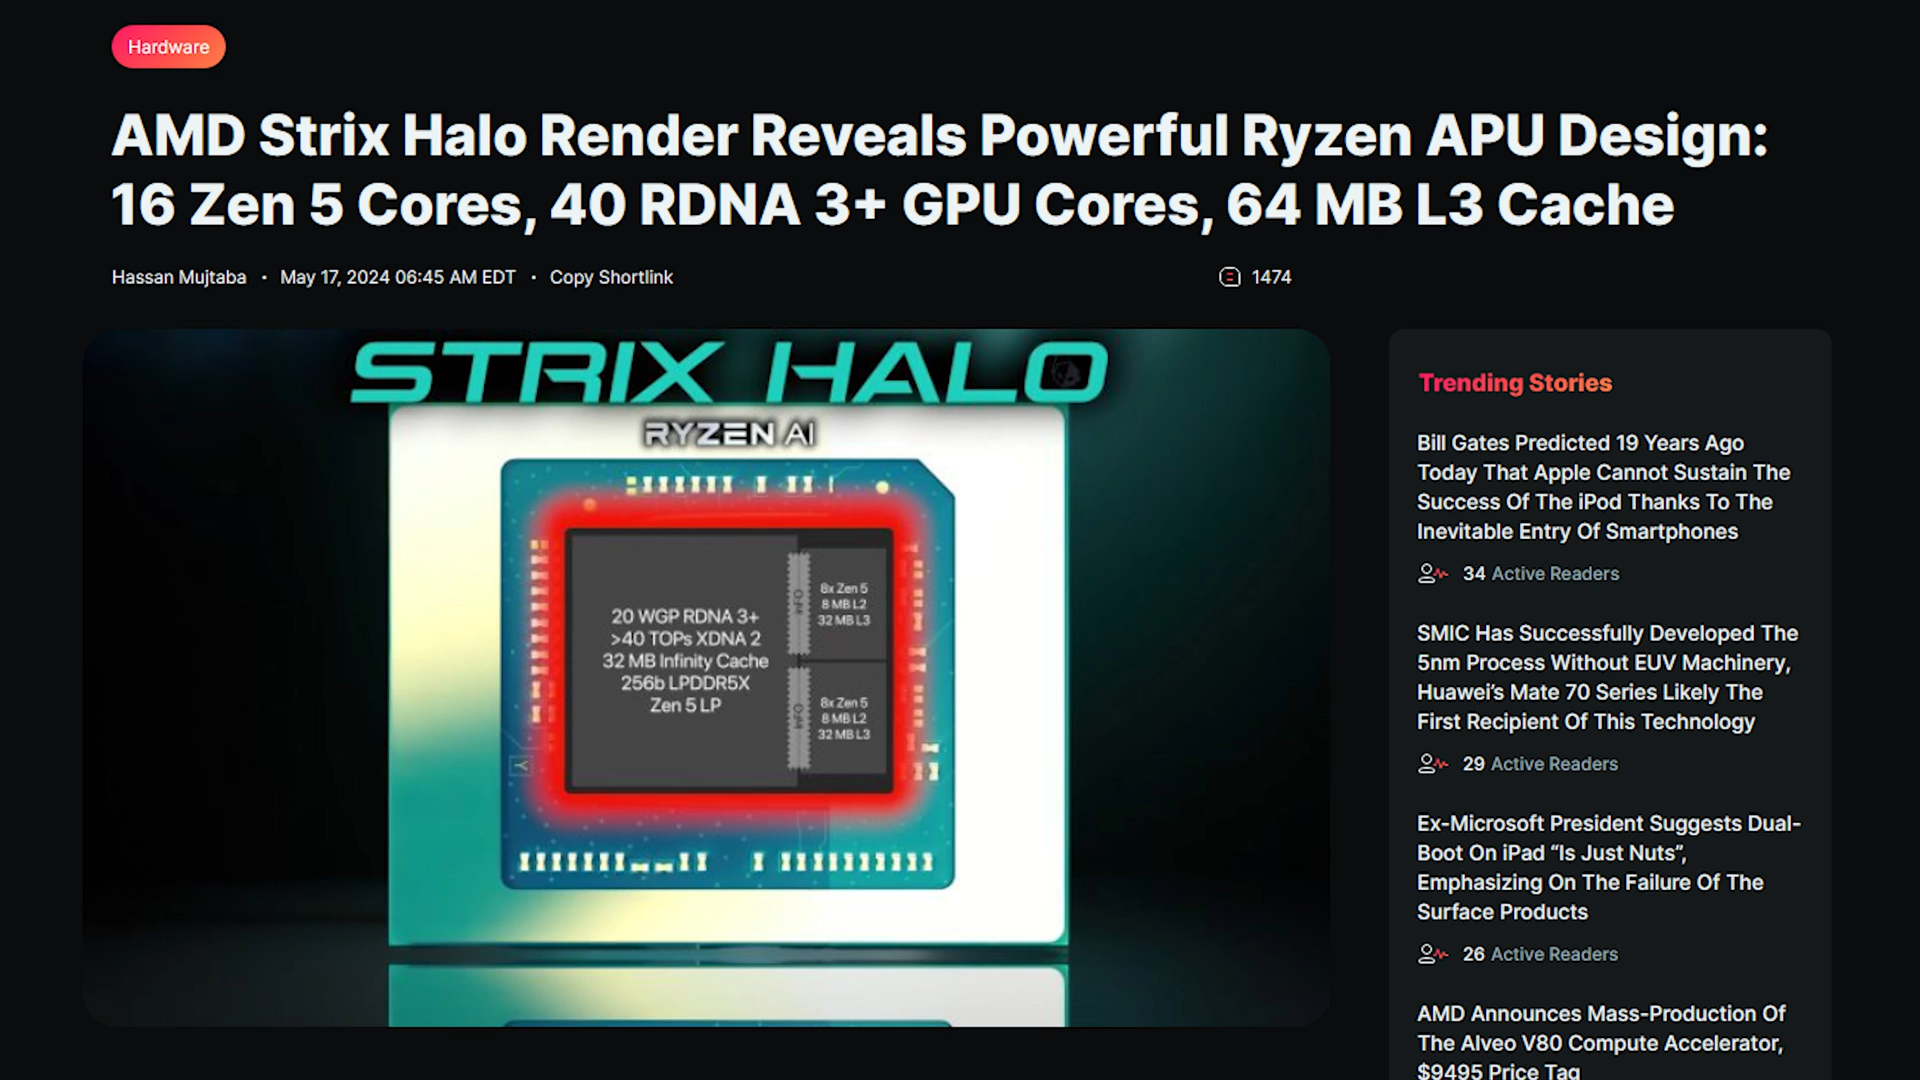 Hardware
AMD Strix Halo Render Reveals Powerful Ryzen APU Design:
16 Zen 5 Cores, 40 RDNA 3+ GPU Cores, 64 MB L3 Cache
Hassan Mujtaba • May 17, 2024 06:45 AM EDT • Copy Shortlink
1474
STRIX HALO
RYZEN AI
20 WGP RDNA 3+
>40 TOPs XDNA 2
32 MB Infinity Cache
256b LPDDR5X
Zen 5 LP
8x Zen 5
8 MB L2
32 MB L3
8x Zen 5
8 MB L2
32 MB L3
Trending Stories
Bill Gates Predicted 19 Years Ago
Today That Apple Cannot Sustain The
Success Of The iPod Thanks To The
Inevitable Entry Of Smartphones
34 Active Readers
SMIC Has Successfully Developed The
5nm Process Without EUV Machinery,
Huawei’s Mate 70 Series Likely The
First Recipient Of This Technology
29 Active Readers
Ex-Microsoft President Suggests Dual-
Boot On iPad “Is Just Nuts”,
Emphasizing On The Failure Of The
Surface Products
26 Active Readers
AMD Announces Mass-Production Of
The Alveo V80 Compute Accelerator,
$9495 Price Tag